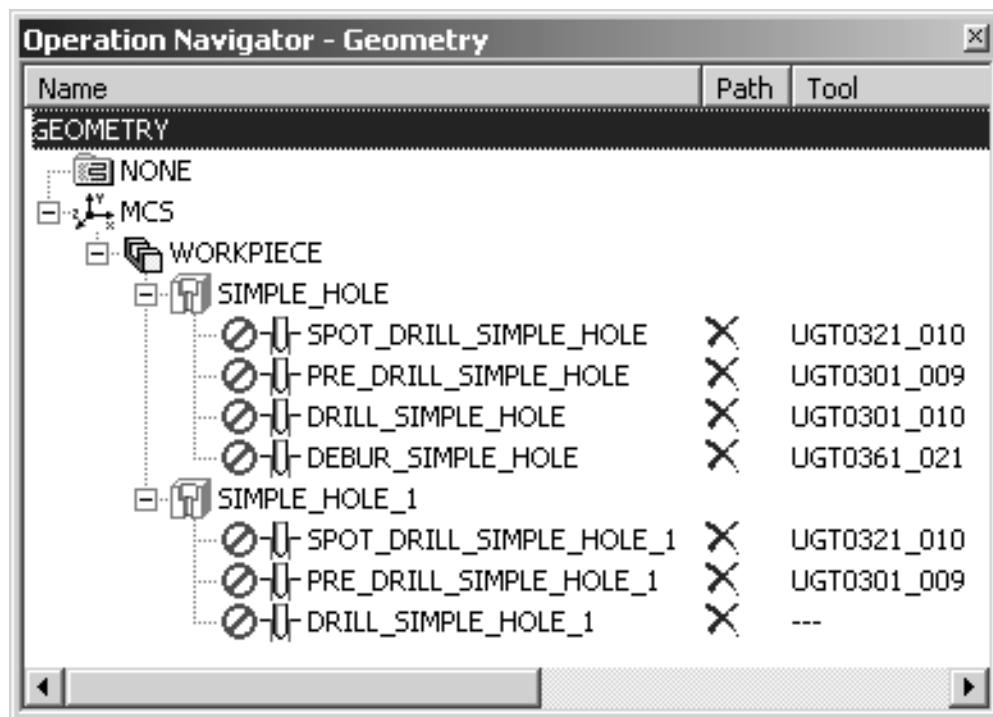 Operation Navigator - Geometry
Name Path Tool
GEOMETRY
NONE
MCS
WORKPIECE
SIMPLE_HOLE
SPOT_DRILL_SIMPLE_HOLE UGT0321_010
PRE_DRILL_SIMPLE_HOLE UGT0301_009
DRILL_SIMPLE_HOLE UGT0301_010
DEBUR_SIMPLE_HOLE UGT0361_021
SIMPLE_HOLE_1
SPOT_DRILL_SIMPLE_HOLE_1 UGT0321_010
PRE_DRILL_SIMPLE_HOLE_1 UGT0301_009
DRILL_SIMPLE_HOLE_1 ---